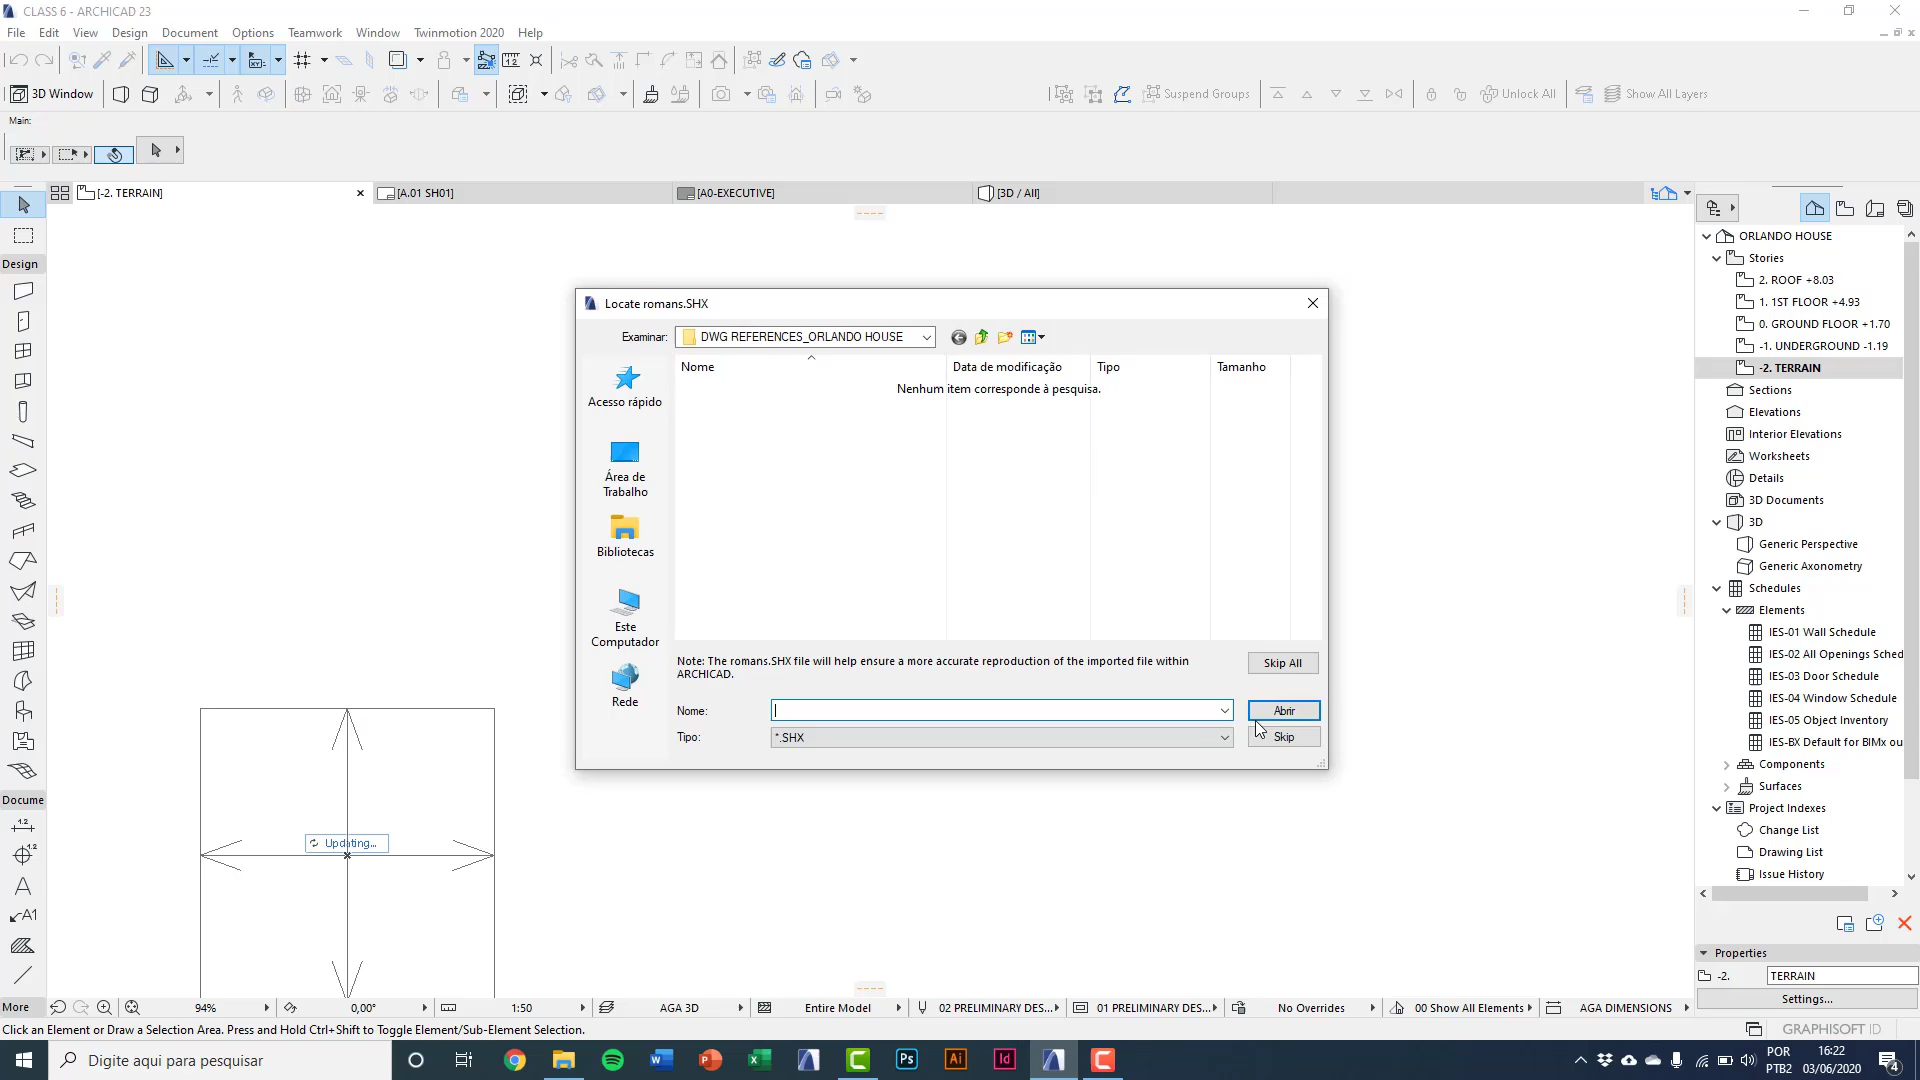 CLASS 6 - ARCHICAD 23
File Edit View Design Document Options Teamwork Window Twinmotion 2020 Help
3D Window
Suspend Groups
Unlock All
Show All Layers
Main:
[-2. TERRAIN]
[A.01 SH01]
[A0-EXECUTIVE]
[3D / All]
Design
Docume
More
Locate romans.SHX
Examinar:
DWG REFERENCES_ORLANDO HOUSE
Nome
Data de modificação
Tipo
Tamanho
Nenhum item corresponde à pesquisa.
Acesso rápido
Área de
Trabalho
Bibliotecas
Este
Computador
Rede
Note: The romans.SHX file will help ensure a more accurate reproduction of the imported file within
ARCHICAD.
Skip All
Nome:
Abrir
Tipo:
*.SHX
Skip
Updating...
ORLANDO HOUSE
Stories
2. ROOF +8.03
1. 1ST FLOOR +4.93
0. GROUND FLOOR +1.70
-1. UNDERGROUND -1.19
-2. TERRAIN
Sections
Elevations
Interior Elevations
Worksheets
Details
3D Documents
3D
Generic Perspective
Generic Axonometry
Schedules
Elements
IES-01 Wall Schedule
IES-02 All Openings Sched
IES-03 Door Schedule
IES-04 Window Schedule
IES-05 Object Inventory
IES-BX Default for BIMx ou
Components
Surfaces
Project Indexes
Change List
Drawing List
Issue History
Properties
-2.
TERRAIN
Settings...
94%
0,00°
1:50
AGA 3D
Entire Model
02 PRELIMINARY DES...
01 PRELIMINARY DES...
No Overrides
00 Show All Elements
AGA DIMENSIONS
Click an Element or Draw a Selection Area. Press and Hold Ctrl+Shift to Toggle Element/Sub-Element Selection.
GRAPHISOFT ID
Digite aqui para pesquisar
POR
PTB2
16:22
03/06/2020
4